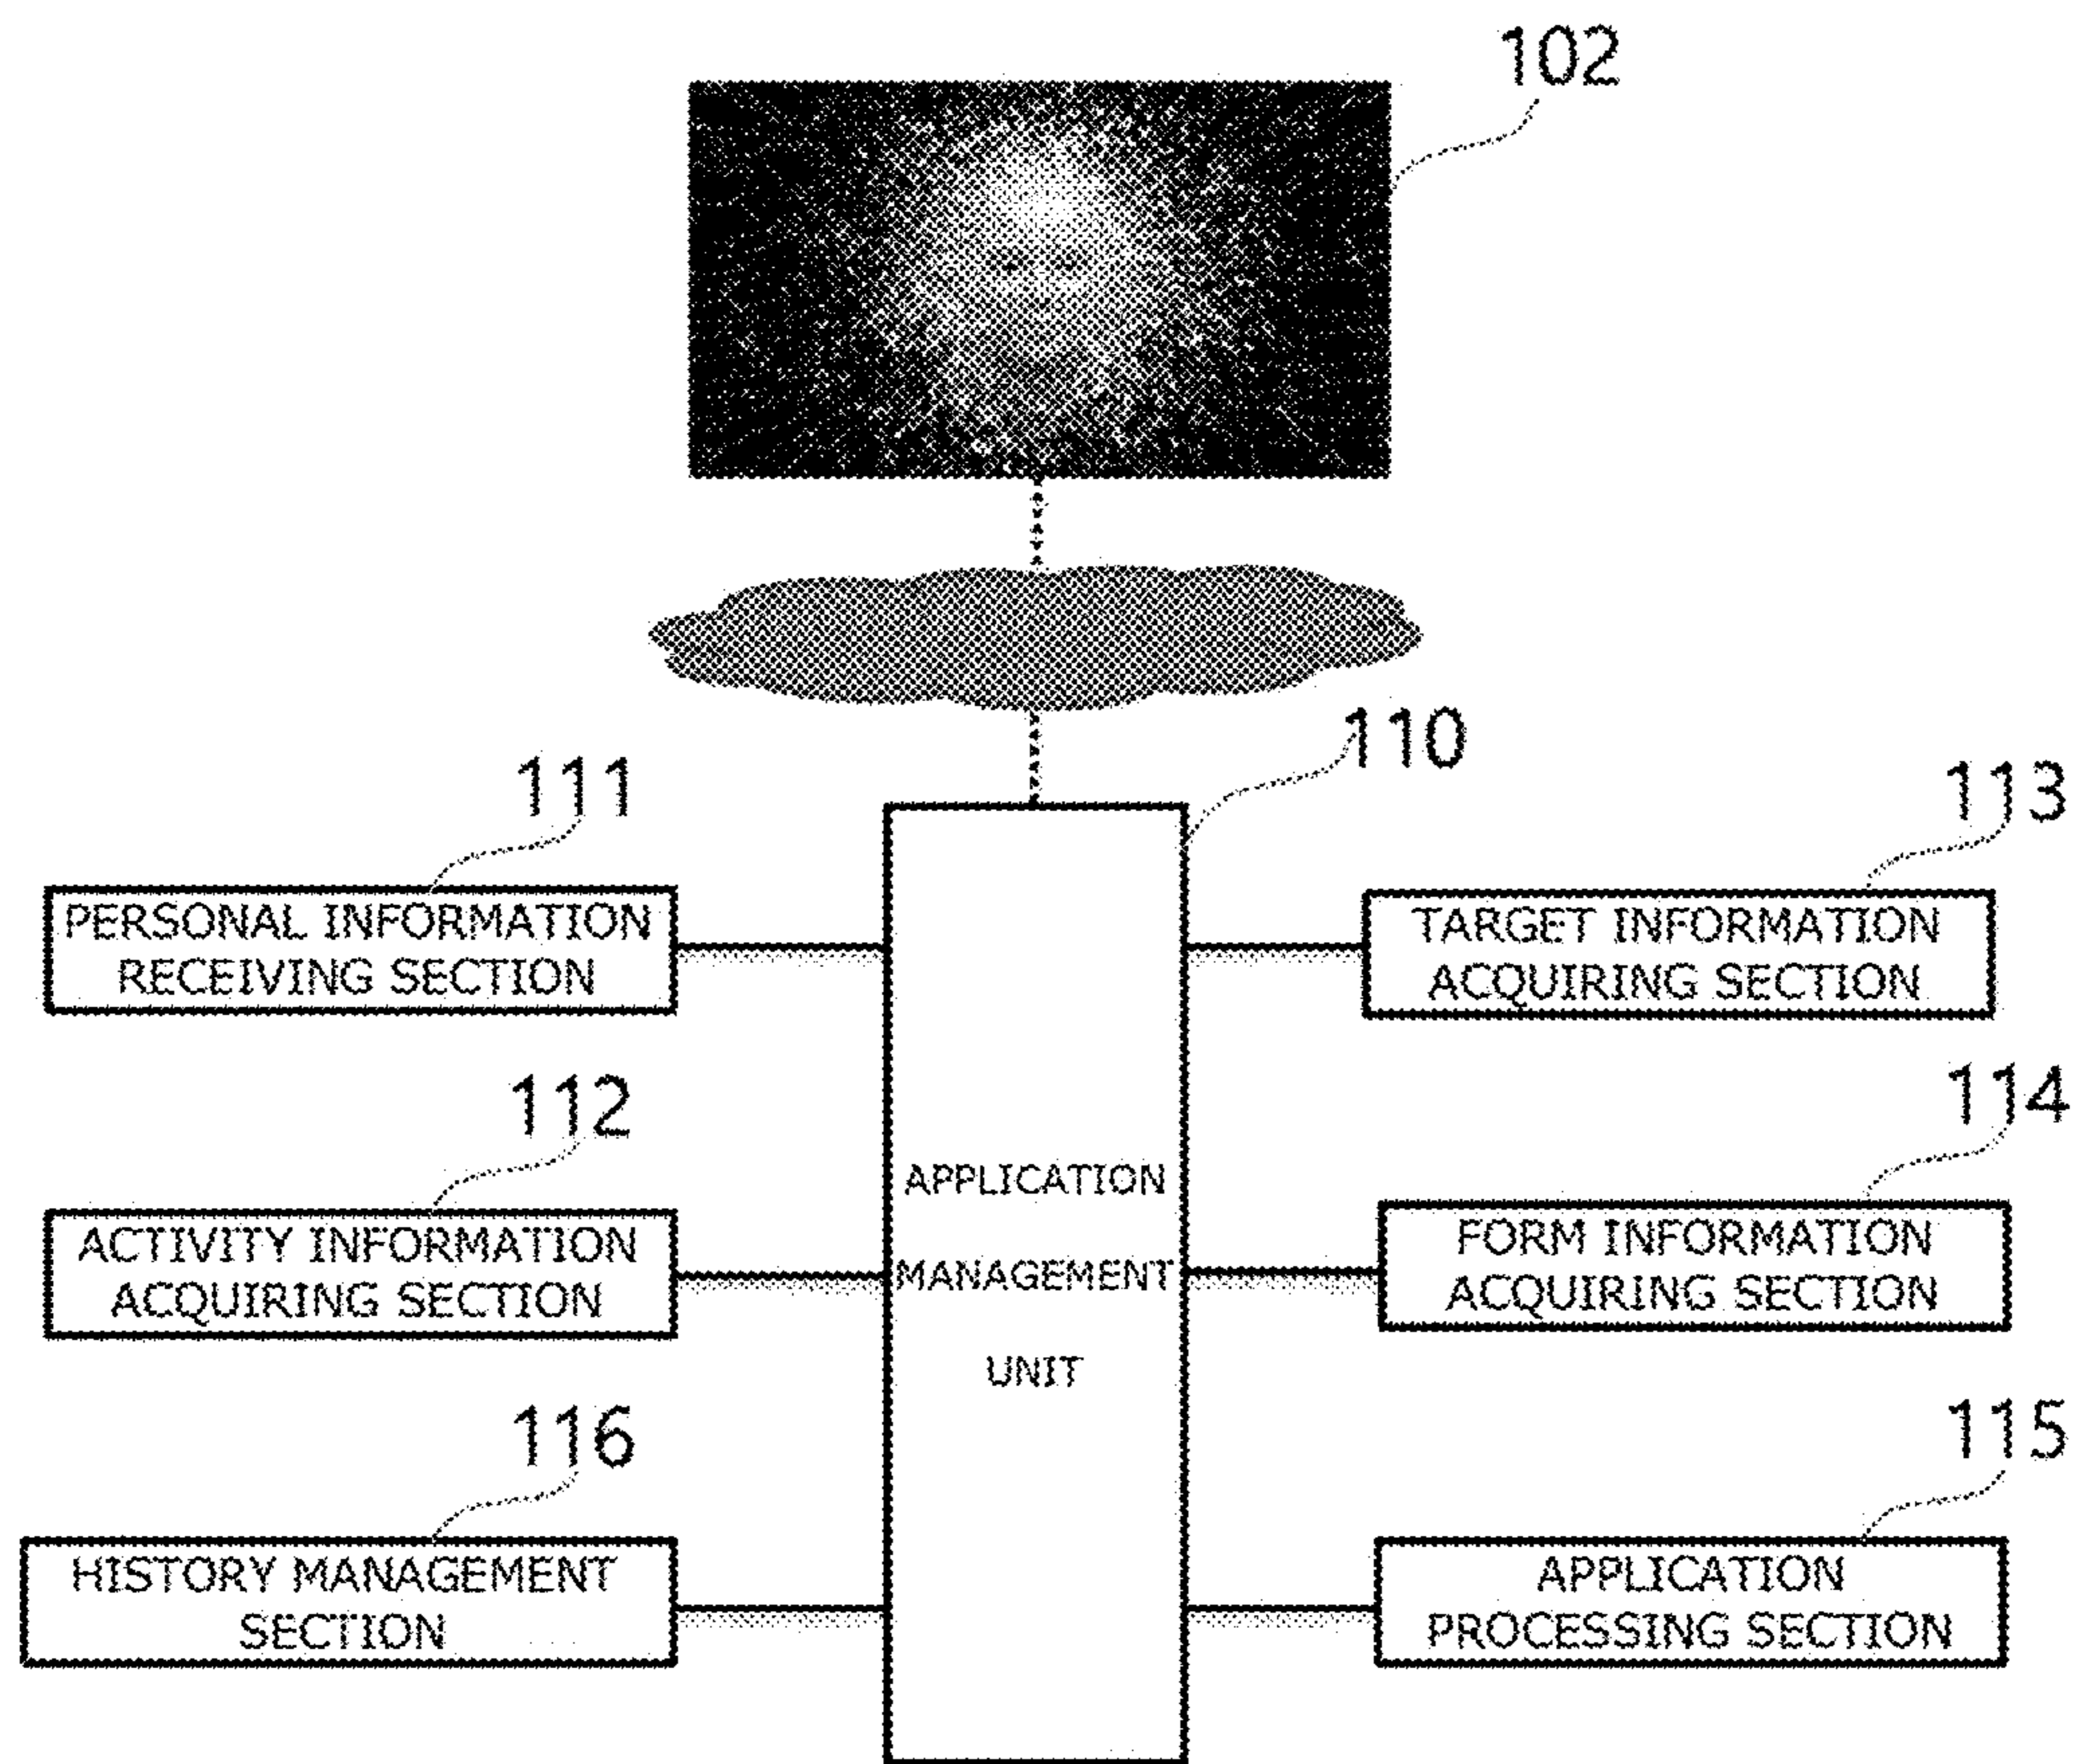 102
110
111
PERSONAL INFORMATION
RECEIVING SECTION
113
TARGET INFORMATION
ACQUIRING SECTION
112
ACTIVITY INFORMATION
ACQUIRING SECTION
APPLICATION
MANAGEMENT
UNIT
114
FORM INFORMATION
ACQUIRING SECTION
116
HISTORY MANAGEMENT
SECTION
115
APPLICATION
PROCESSING SECTION